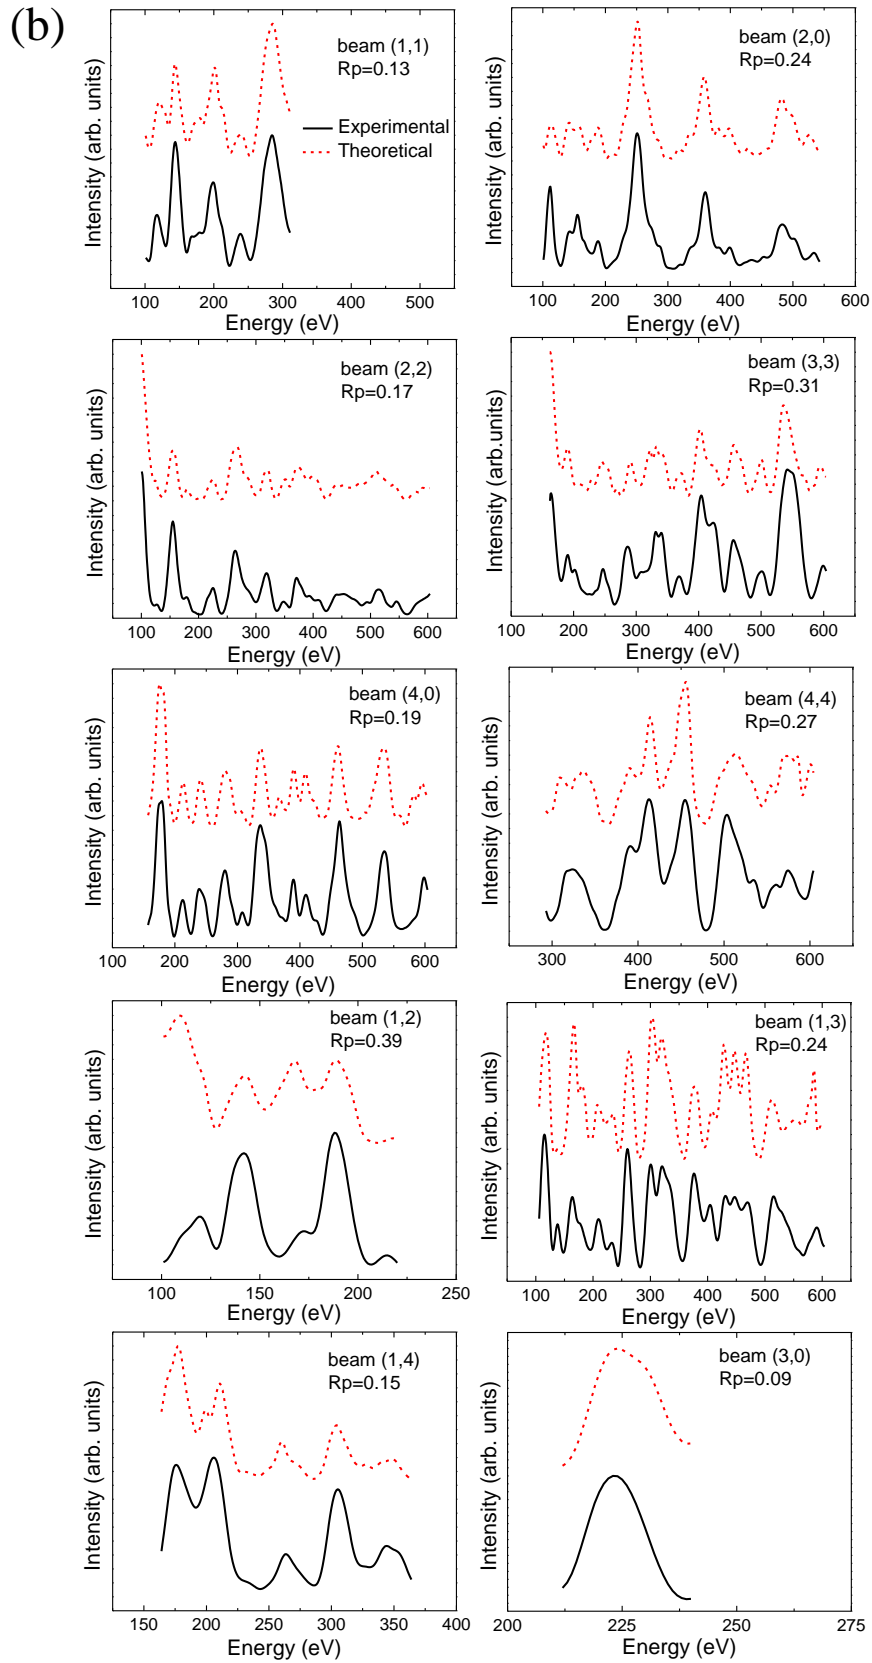 (b)
beam (1,1)
Rp=0.13
Experimental
Theoretical
Intensity (arb. units)
100 200 300 400 500
Energy (eV)
beam (2,0)
Rp=0.24
Intensity (arb. units)
100 200 300 400 500 600
Energy (eV)
beam (2,2)
Rp=0.17
Intensity (arb. units)
100 200 300 400 500 600
Energy (eV)
beam (3,3)
Rp=0.31
Intensity (arb.units)
100 200 300 400 500 600
Energy (eV)
beam (4,0)
Rp=0.19
Intensity (arb. units)
100 200 300 400 500 600
Energy (eV)
beam (4,4)
Rp=0.27
Intensity (arb. units)
300 400 500 600
Energy (eV)
beam (1,2)
Rp=0.39
Intensity (arb. units)
100 150 200 250
Energy (eV)
beam (1,3)
Rp=0.24
Intensity (arb. units)
100 200 300 400 500 600
Energy (eV)
beam (1,4)
Rp=0.15
Intensity (arb. units)
150 200 250 300 350 400
Energy (eV)
beam (3,0)
Rp=0.09
Intensity (arb. units)
200 225 250 275
Energy (eV)